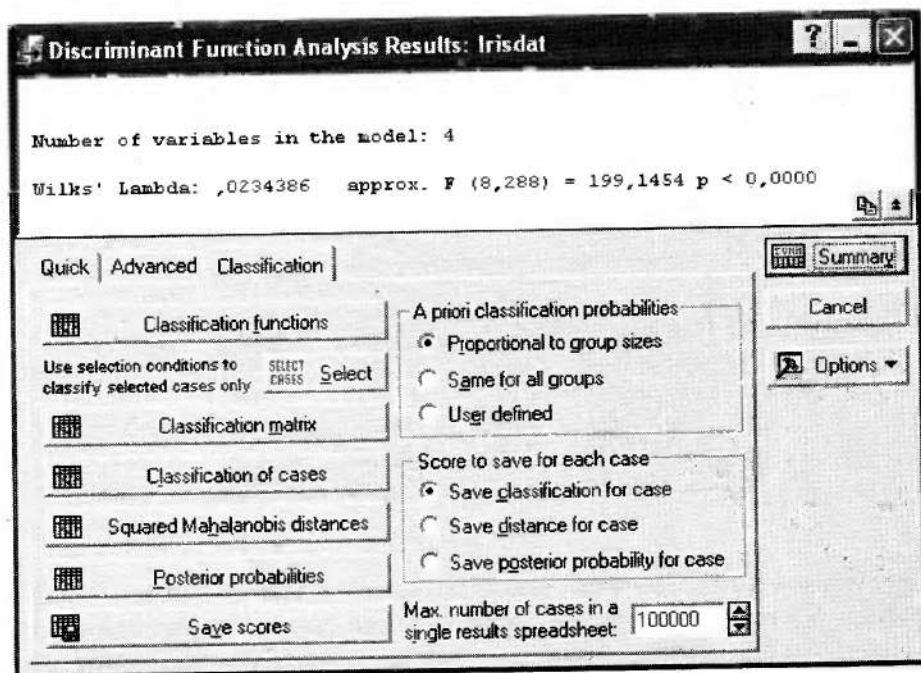 Discriminant Function Analysis Results: Irisdat
Number of variables in the model: 4
Wilks' Lambda: ,0234386 approx. F (8,288) = 199,1454 p < 0,0000
Quick Advanced Classification
Summary
Cancel
Options
Classification functions
Use selection conditions to
classify selected cases only
SELECT
CASES
Select
Classification matrix
Classification of cases
Squared Mahalanobis distances
Posterior probabilities
Save scores
A priori classification probabilities
Proportional to group sizes
Same for all groups
User defined
Score to save for each case
Save classification for case
Save distance for case
Save posterior probability for case
Max. number of cases in a
single results spreadsheet:
100000